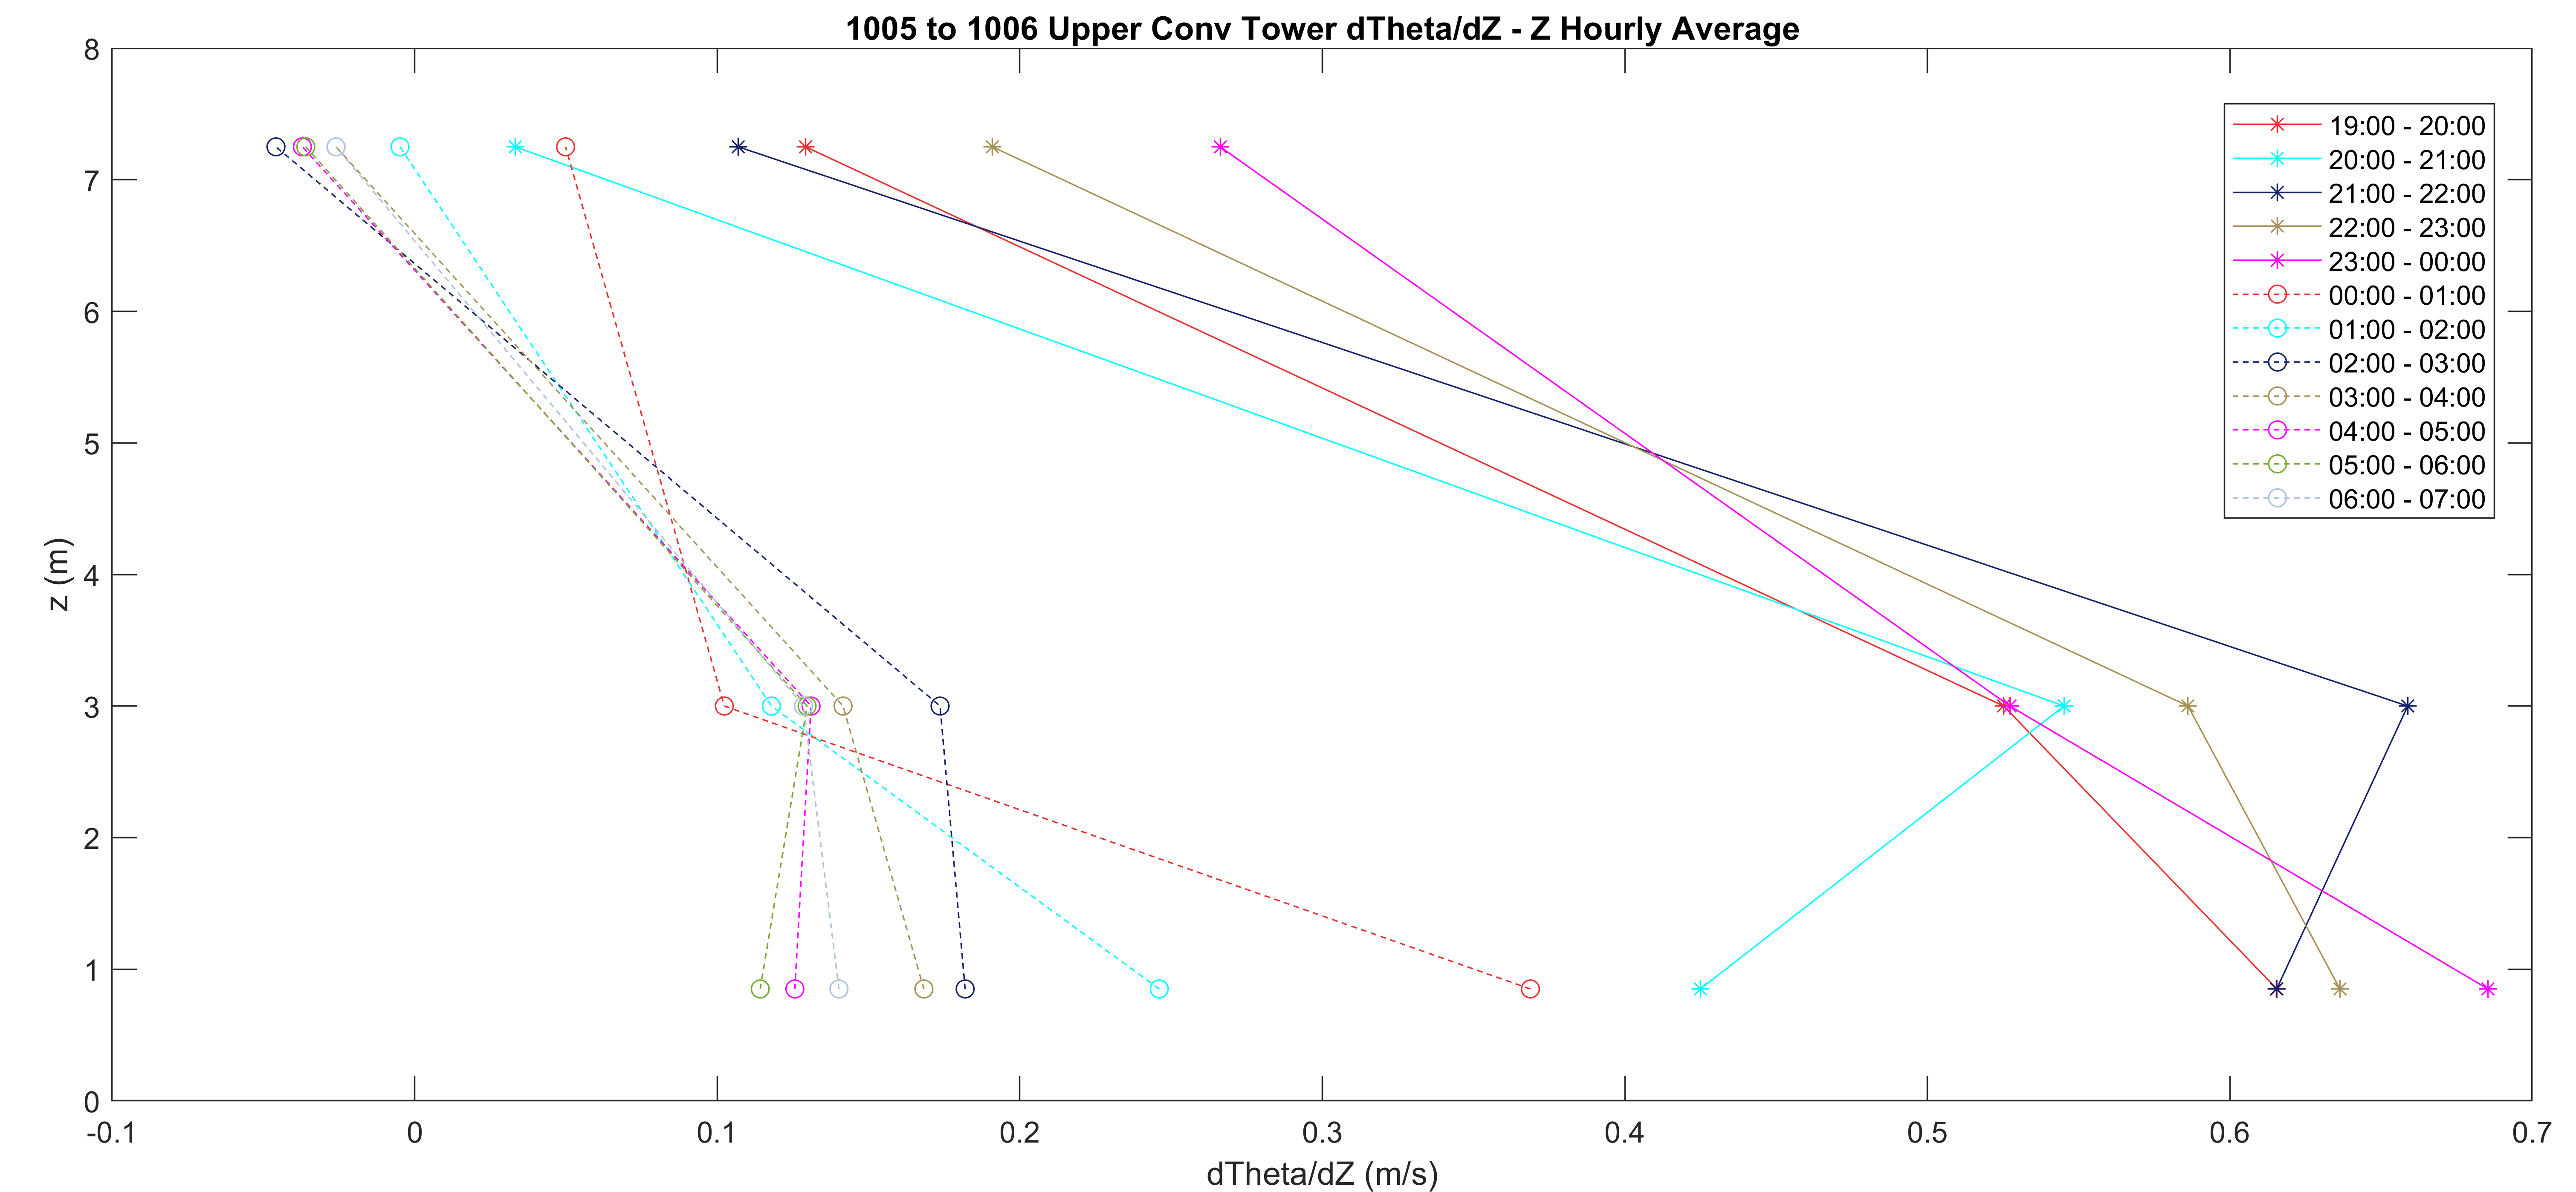 1005 to 1006 Upper Conv Tower dTheta/dZ - Z Hourly Average
8
7
6
5
4
3
2
1
0
z (m)
19:00 - 20:00
20:00 - 21:00
21:00 - 22:00
22:00 - 23:00
23:00 - 00:00
00:00 - 01:00
01:00 - 02:00
02:00 - 03:00
03:00 - 04:00
04:00 - 05:00
05:00 - 06:00
06:00 - 07:00
-0.1 0 0.1 0.2 0.3 0.4 0.5 0.6 0.7
dTheta/dZ (m/s)